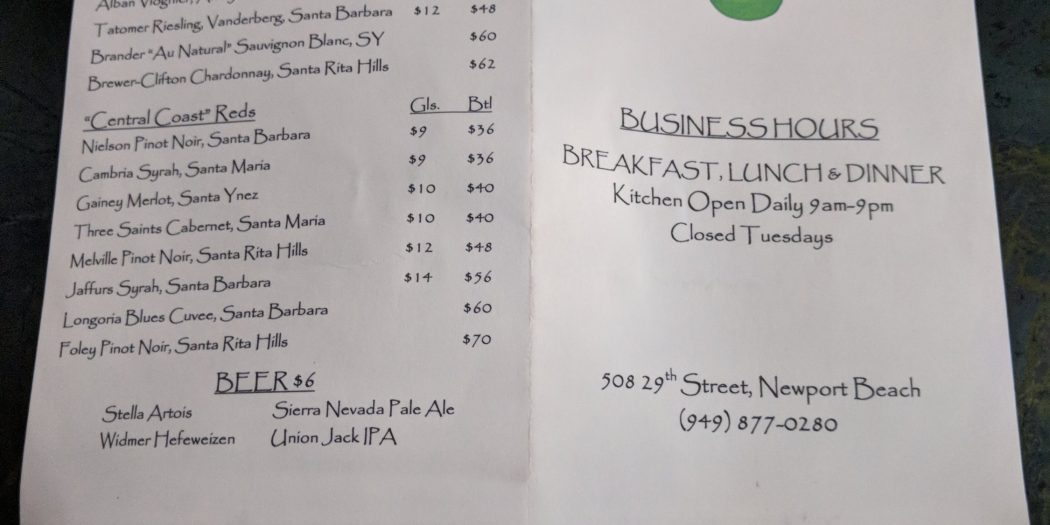 Alban Viognier,
Tatomer Riesling, Vanderberg, Santa Barbara $12 $48
Brander "Au Natural" Sauvignon Blanc, SY $60
Brewer-Clifton Chardonnay, Santa Rita Hills $62
"Central Coast" Reds Gls. Btl
Nielson Pinot Noir, Santa Barbara $9 $36
Cambria Syrah, Santa Maria $9 $36
Gainey Merlot, Santa Ynez $10 $40
Three Saints Cabernet, Santa Maria $10 $40
Melville Pinot Noir, Santa Rita Hills $12 $48
Jaffurs Syrah, Santa Barbara $14 $56
Longoria Blues Cuvee, Santa Barbara $60
Foley Pinot Noir, Santa Rita Hills $70
BEER $6
Stella Artois Sierra Nevada Pale Ale
Widmer Hefeweizen Union Jack IPA
BUSINESS HOURS
BREAKFAST, LUNCH & DINNER
Kitchen Open Daily 9am-9pm
Closed Tuesdays
508 29th Street, Newport Beach
(949) 877-0280